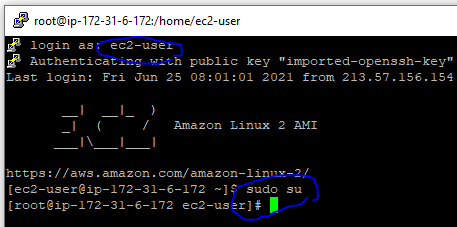 root@ip-172-31-6-172:/home/ec2-user
login as: ec2-user
Authenticating with public key "imported-openssh-key"
Last login: Fri Jun 25 08:01:01 2021 from 213.57.156.154
__|  __|_  )
_|  (     /   Amazon Linux 2 AMI
___|\___|___|
https://aws.amazon.com/amazon-linux-2/
[ec2-user@ip-172-31-6-172 ~]$ sudo su
[root@ip-172-31-6-172 ec2-user]#